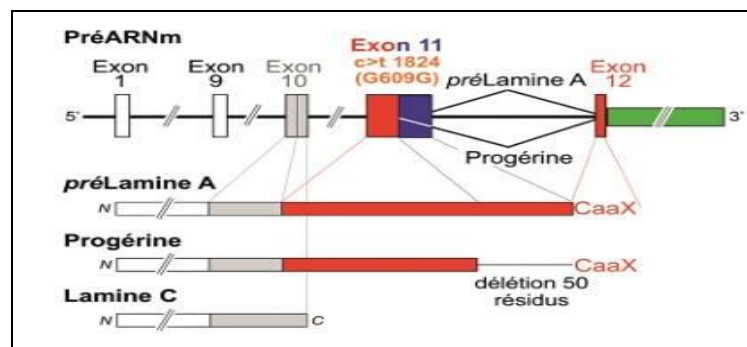 PréARNm
Exon 1
Exon 9
Exon 10
Exon 11
c>t 1824
(G609G)
préLamine A
Exon 12
5'
3'
Progérine
préLamine A
N
CaaX
Progérine
N
CaaX
délétion 50
résidus
Lamine C
N
C